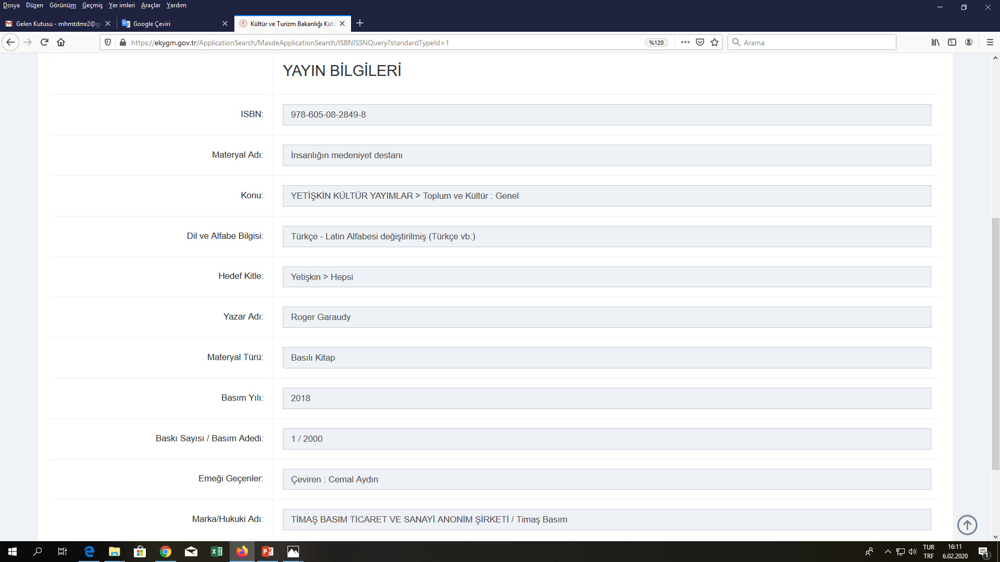 Dosya Düzen Görünüm Geçmiş Yer imleri Araçlar Yardım
Gelen Kutusu - mhmtdmr2@g
Google Çeviri
Kültür ve Turizm Bakanlığı Kütü
https://ekygm.gov.tr/ApplicationSearch/MasdeApplicationSearch/ISBNISSNQuery?standardTypeId=1
%120
Arama
YAYIN BİLGİLERİ
ISBN: 978-605-08-2849-8
Materyal Adı: İnsanlığın medeniyet destanı
Konu: YETİŞKİN KÜLTÜR YAYIMLAR > Toplum ve Kültür : Genel
Dil ve Alfabe Bilgisi: Türkçe - Latin Alfabesi değiştirilmiş (Türkçe vb.)
Hedef Kitle: Yetişkin > Hepsi
Yazar Adı: Roger Garaudy
Materyal Türü: Basılı Kitap
Basım Yılı: 2018
Baskı Sayısı / Basım Adedi: 1 / 2000
Emeği Geçenler: Çeviren : Cemal Aydın
Marka/Hukuki Adı: TİMAŞ BASIM TİCARET VE SANAYİ ANONİM ŞİRKETİ / Timaş Basım
TUR 16:11
TRF 6.02.2020
1